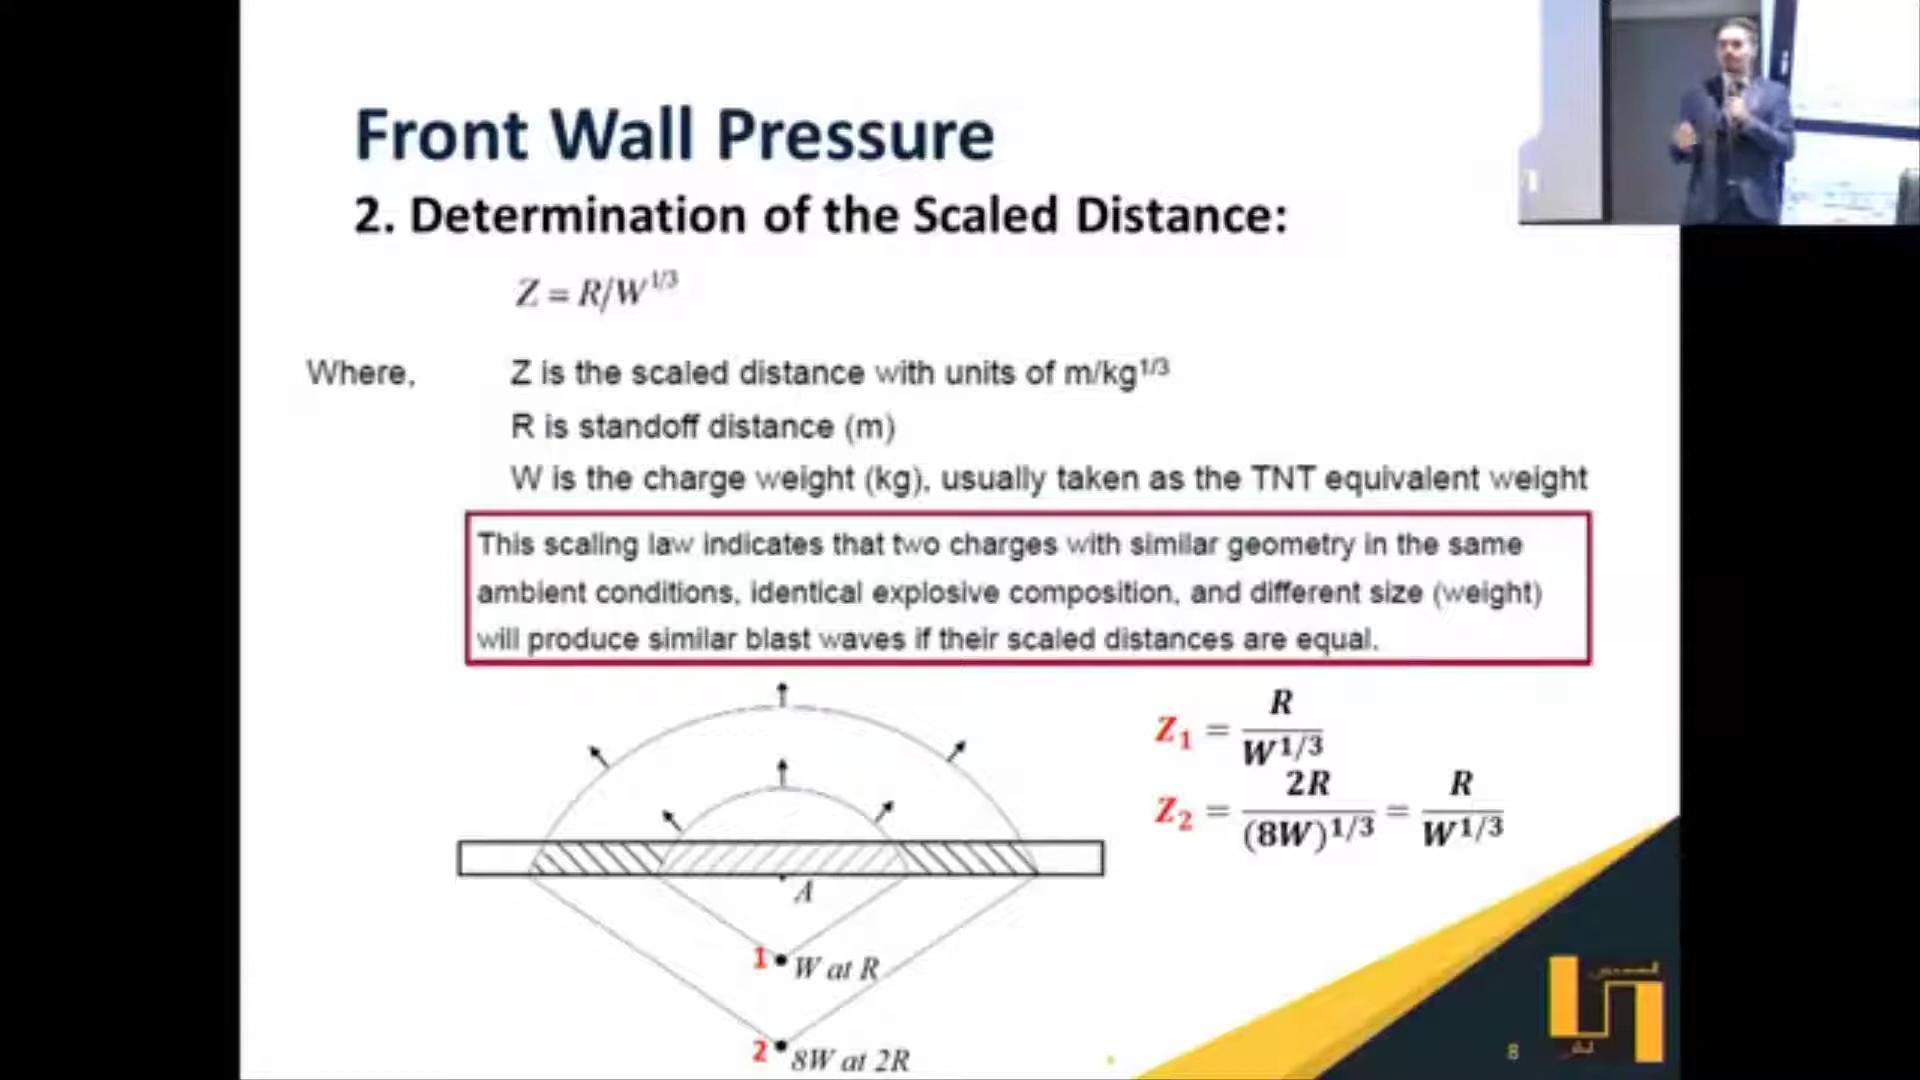 Front Wall Pressure
2. Determination of the Scaled Distance:
Z = R/W^1/3
Where, Z is the scaled distance with units of m/kg^1/3
R is standoff distance (m)
W is the charge weight (kg), usually taken as the TNT equivalent weight
This scaling law indicates that two charges with similar geometry in the same
ambient conditions, identical explosive composition, and different size (weight)
will produce similar blast waves if their scaled distances are equal.
Z₁ = R / W^1/3
Z₂ = 2R / (8W)^1/3 = R / W^1/3
A
1 W at R
2 8W at 2R
8